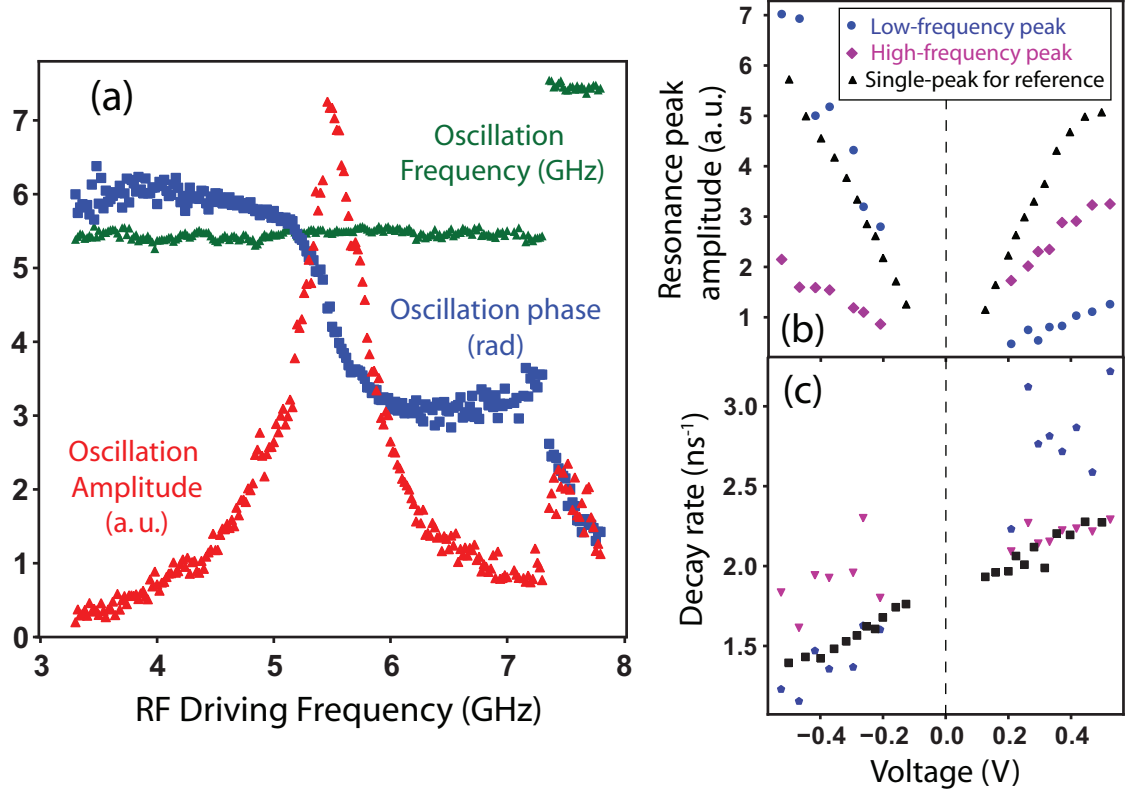 (a)
7
6
5
4
3
2
1
0
3
4
5
6
7
8
RF Driving Frequency (GHz)
Oscillation
Frequency (GHz)
Oscillation phase
(rad)
Oscillation
Amplitude
(a. u.)
Resonance peak
amplitude (a. u.)
7
6
5
4
3
2
1
Low-frequency peak
High-frequency peak
Single-peak for reference
(b)
Decay rate (ns⁻¹)
3.0
2.5
2.0
1.5
(c)
−0.4
−0.2
0.0
0.2
0.4
Voltage (V)